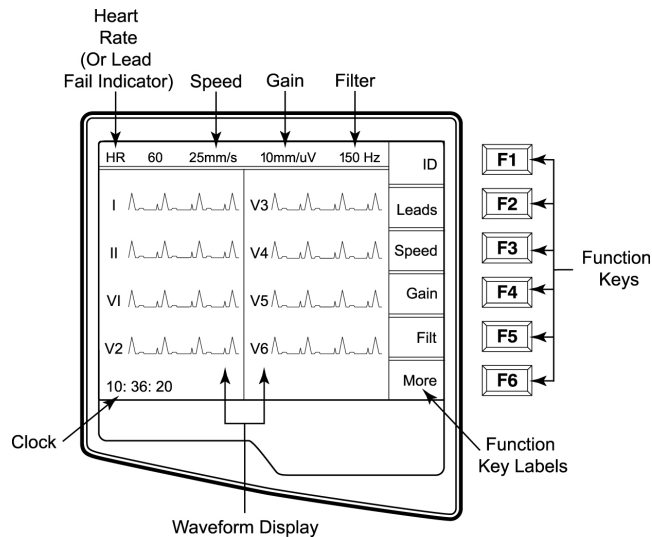 Heart
Rate
(Or Lead
Fail Indicator) Speed Gain Filter
HR 60 25mm/s 10mm/uV 150 Hz ID
I V3 Leads
II V4 Speed
VI V5 Gain
V2 V6 Filt
10: 36: 20 More
F1
F2
F3
F4
F5
F6
Function
Keys
Clock
Function
Key Labels
Waveform Display